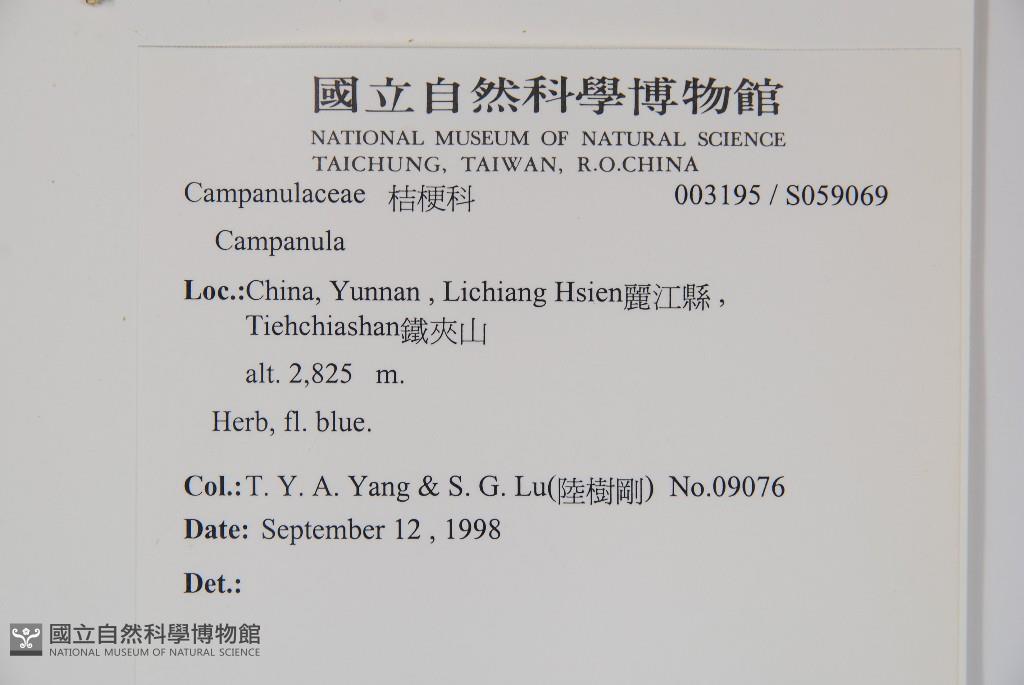 國立自然科學博物館
NATIONAL MUSEUM OF NATURAL SCIENCE
TAICHUNG, TAIWAN, R.O.CHINA
Campanulaceae 桔梗科 003195 / S059069
Campanula
Loc.:China, Yunnan , Lichiang Hsien麗江縣 ,
Tiehchiashan鐵夾山
alt. 2,825 m.
Herb, fl. blue.
Col.: T. Y. A. Yang & S. G. Lu(陸樹剛) No.09076
Date: September 12 , 1998
Det.:
國立自然科學博物館
NATIONAL MUSEUM OF NATURAL SCIENCE